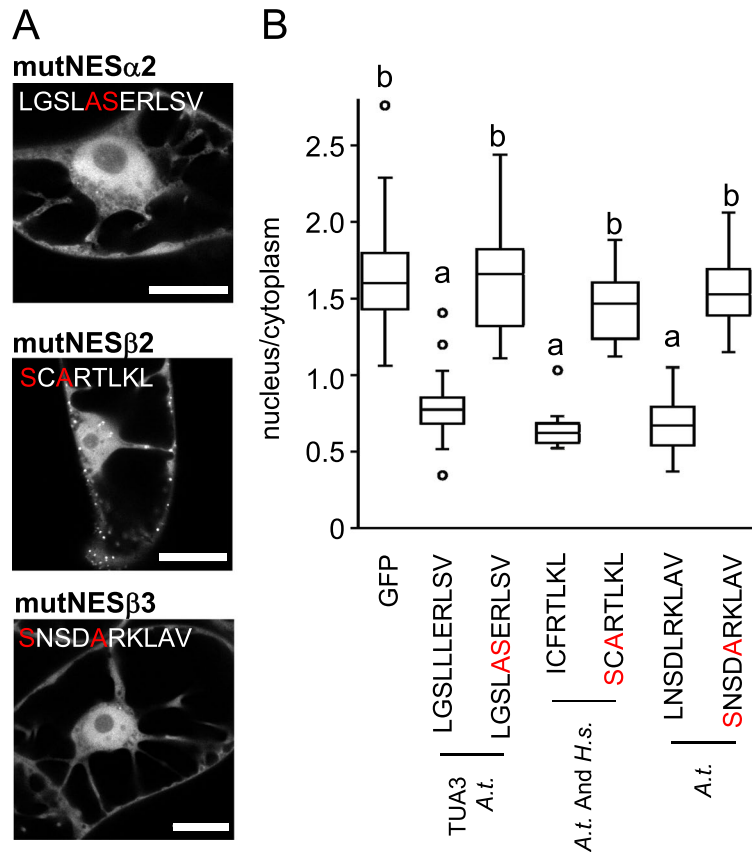 A
mutNESα2
LGSLASERLSV
mutNESβ2
SCARTLKL
mutNESβ3
SNSDARKLAV
B
nucleus/cytoplasm
2.5
2.0
1.5
1.0
0.5
0
b
a
b
a
b
a
b
GFP
LGSLLLERLSV
LGSLASERLSV
ICFRTLKL
SCARTLKL
LNSDLRKLAV
SNSDARKLAV
TUA3
A.t.
A.t. And H.s.
A.t.